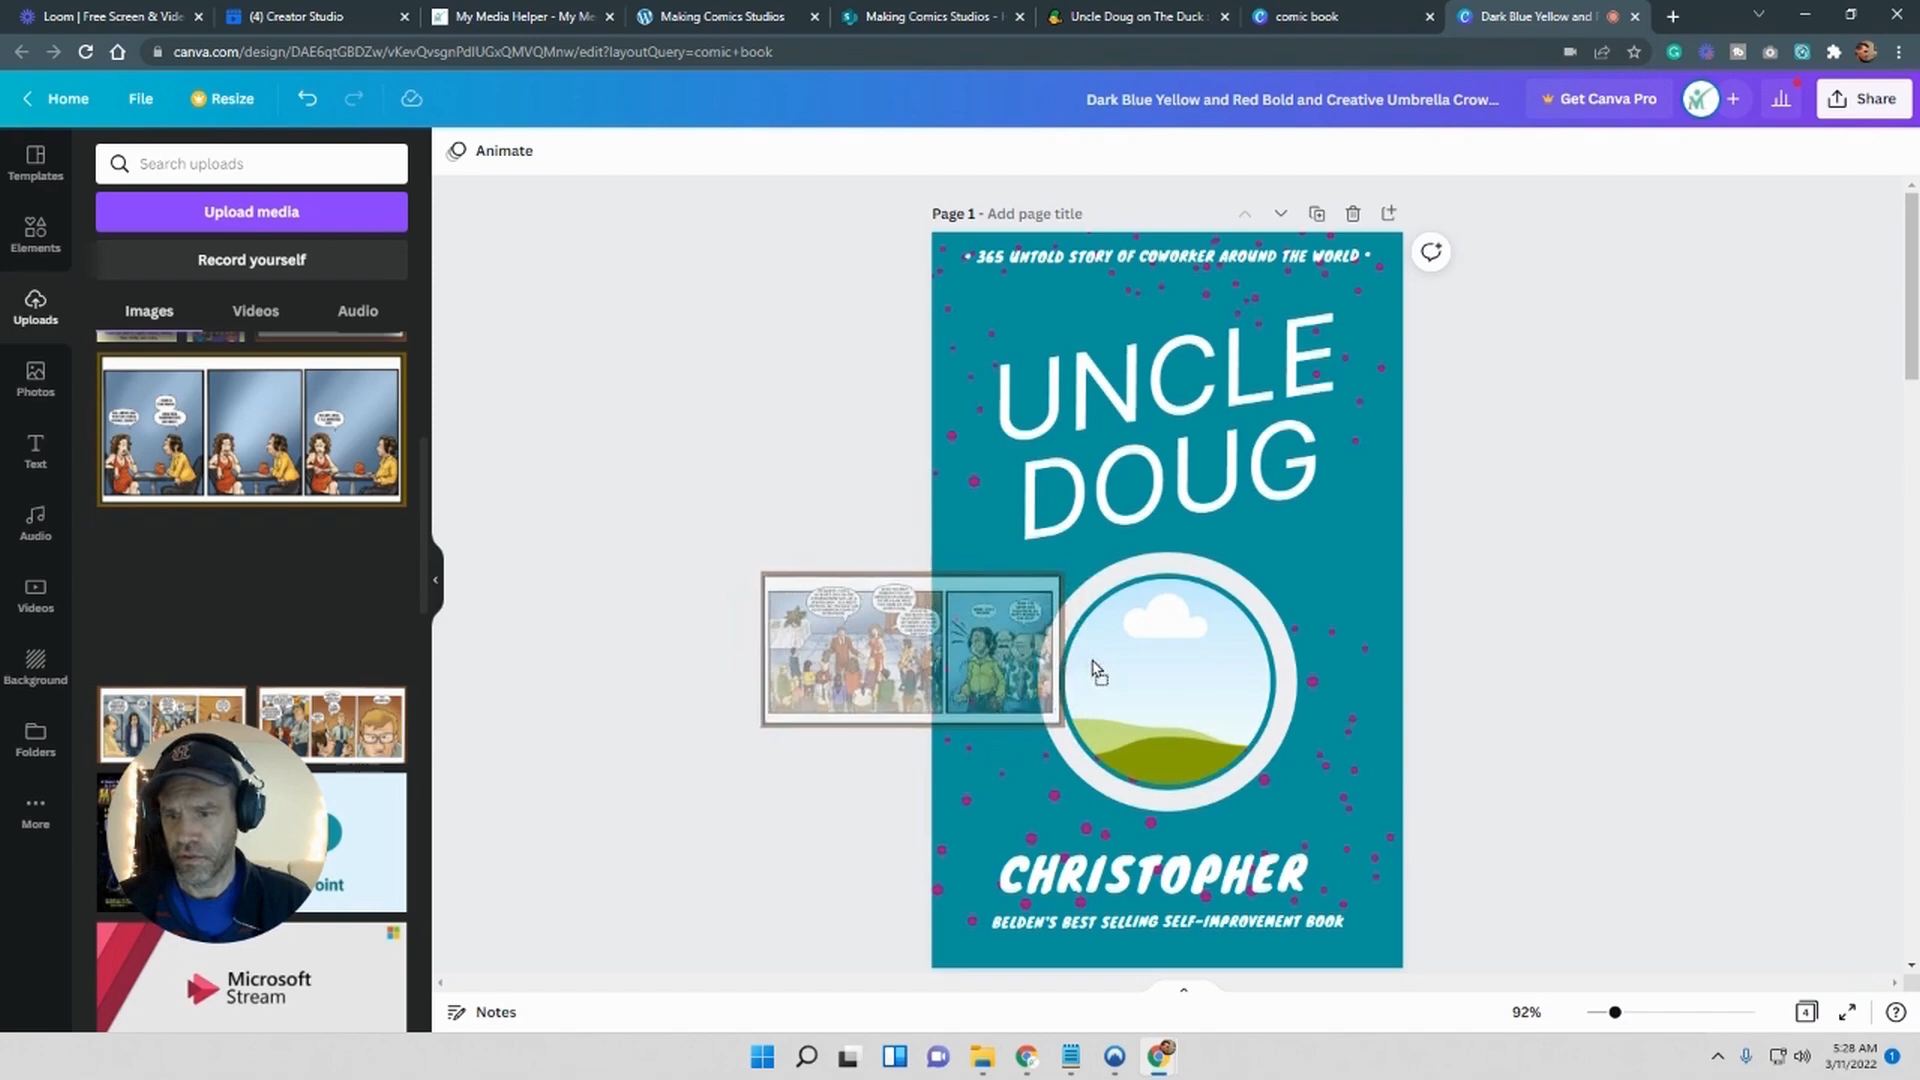 Loom | Free Screen & Vide
(4) Creator Studio
My Media Helper - My Me
Making Comics Studios
Making Comics Studios -
Uncle Doug on The Duck
comic book
Dark Blue Yellow and
canva.com/design/DAE6qtGBDZw/vKevQvsgnPdIUGxQMVQMnw/edit?layoutQuery=comic+book
Home
File
Resize
Dark Blue Yellow and Red Bold and Creative Umbrella Crow...
Get Canva Pro
Share
Templates
Elements
Uploads
Photos
Text
Audio
Videos
Background
Folders
More
Search uploads
Upload media
Record yourself
Images
Videos
Audio
oint
Microsoft
Stream
Animate
Page 1 - Add page title
• 365 UNTOLD STORY OF COWORKER AROUND THE WORLD •
UNCLE
DOUG
CHRISTOPHER
BELDEN'S BEST SELLING SELF-IMPROVEMENT BOOK
Notes
92%
4
5:28 AM
3/11/2022
1